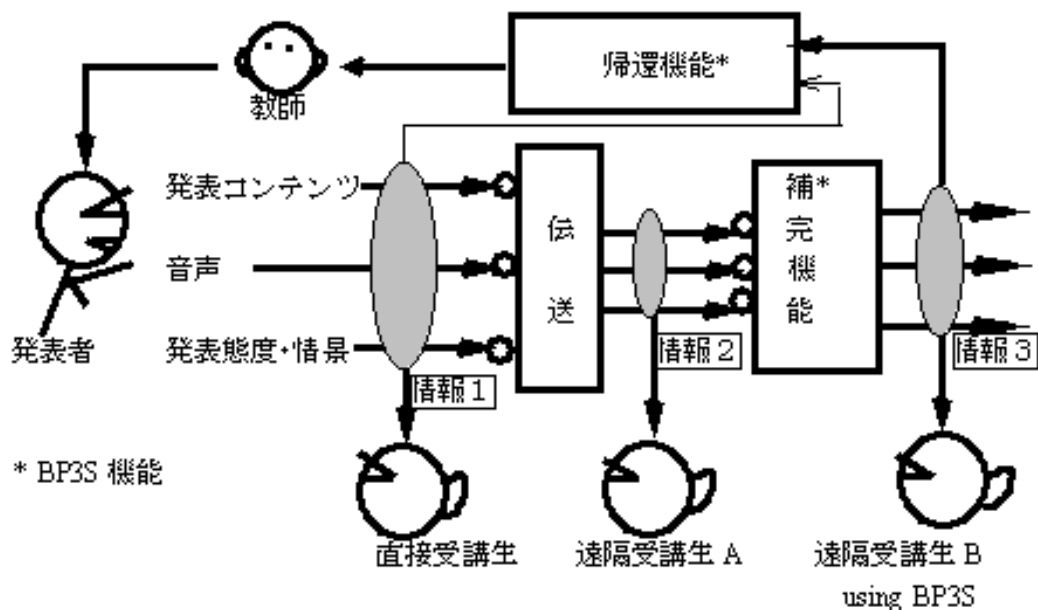 帰還機能*
教師
発表コンテンツ
音声
発表態度・情景
発表者
伝送
補*完機能
情報1
情報2
情報3
* BP3S 機能
直接受講生
遠隔受講生 A
遠隔受講生 B
using BP3S